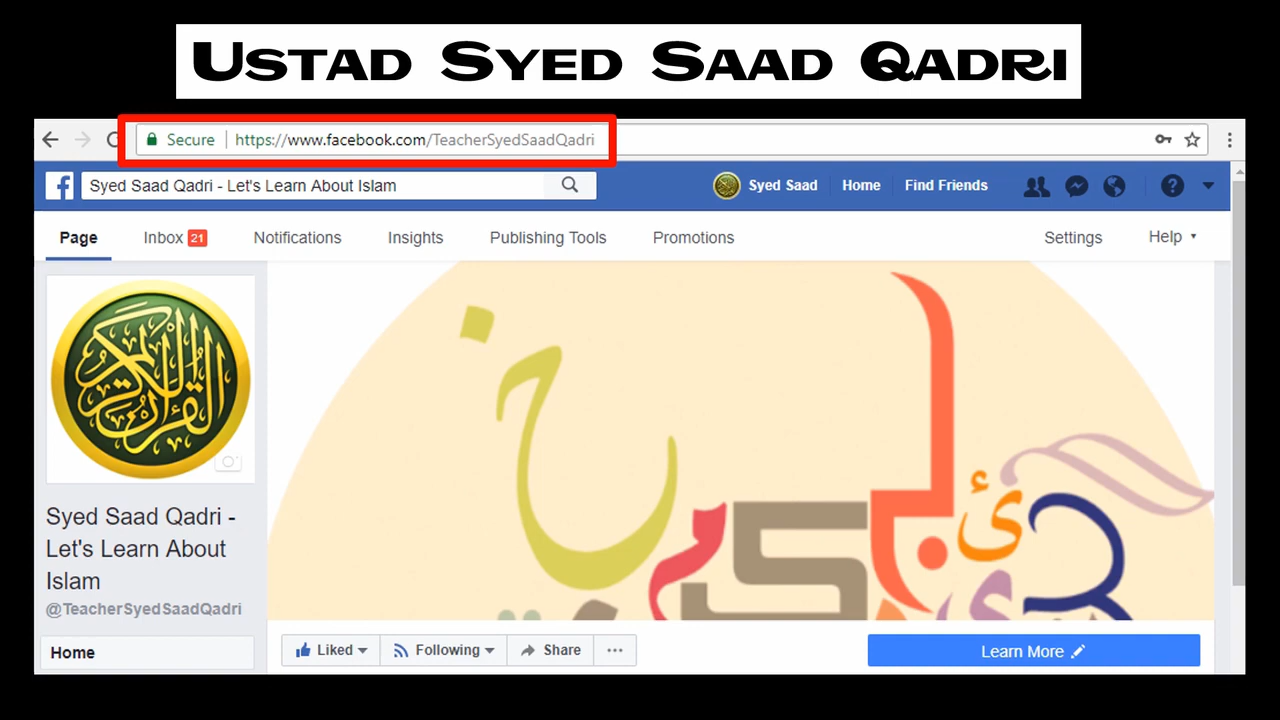 Ustad Syed Saad Qadri
Secure | https://www.facebook.com/TeacherSyedSaadQadri
f Syed Saad Qadri - Let's Learn About Islam Syed Saad Home Find Friends ?
Page Inbox 21 Notifications Insights Publishing Tools Promotions Settings Help
القرآن الكريم
Syed Saad Qadri -
Let's Learn About
Islam
@TeacherSyedSaadQadri
Home
Liked Following Share ... Learn More